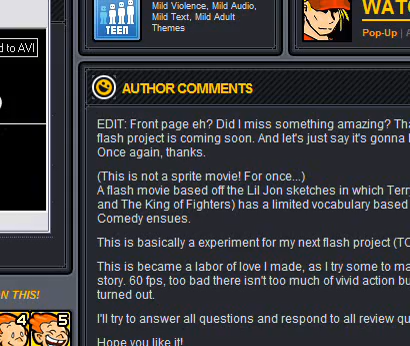 Mild Violence, Mild Audio,
Mild Text, Mild Adult
Themes
TEEN
WATC
Pop-Up | A
d to AVI
AUTHOR COMMENTS
EDIT: Front page eh? Did I miss something amazing? Tha
flash project is coming soon. And let's just say it's gonna
Once again, thanks.
(This is not a sprite movie! For once...)
A flash movie based off the Lil Jon sketches in which Terry
and The King of Fighters) has a limited vocabulary based
Comedy ensues.
This is basically a experiment for my next flash project (TO
This is became a labor of love I made, as I try some to ma
story. 60 fps, too bad there isn't too much of vivid action bu
turned out.
I'll try to answer all questions and respond to all review qu
Hope you like it!
ON THIS!
4
5